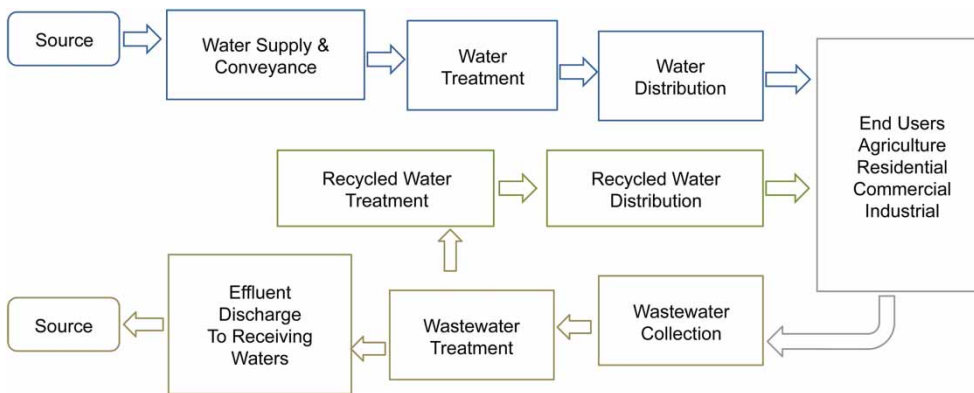 Source
Water Supply &
Conveyance
Water
Treatment
Water
Distribution
End Users
Agriculture
Residential
Commercial
Industrial
Recycled Water
Treatment
Recycled Water
Distribution
Source
Effluent
Discharge
To Receiving
Waters
Wastewater
Treatment
Wastewater
Collection